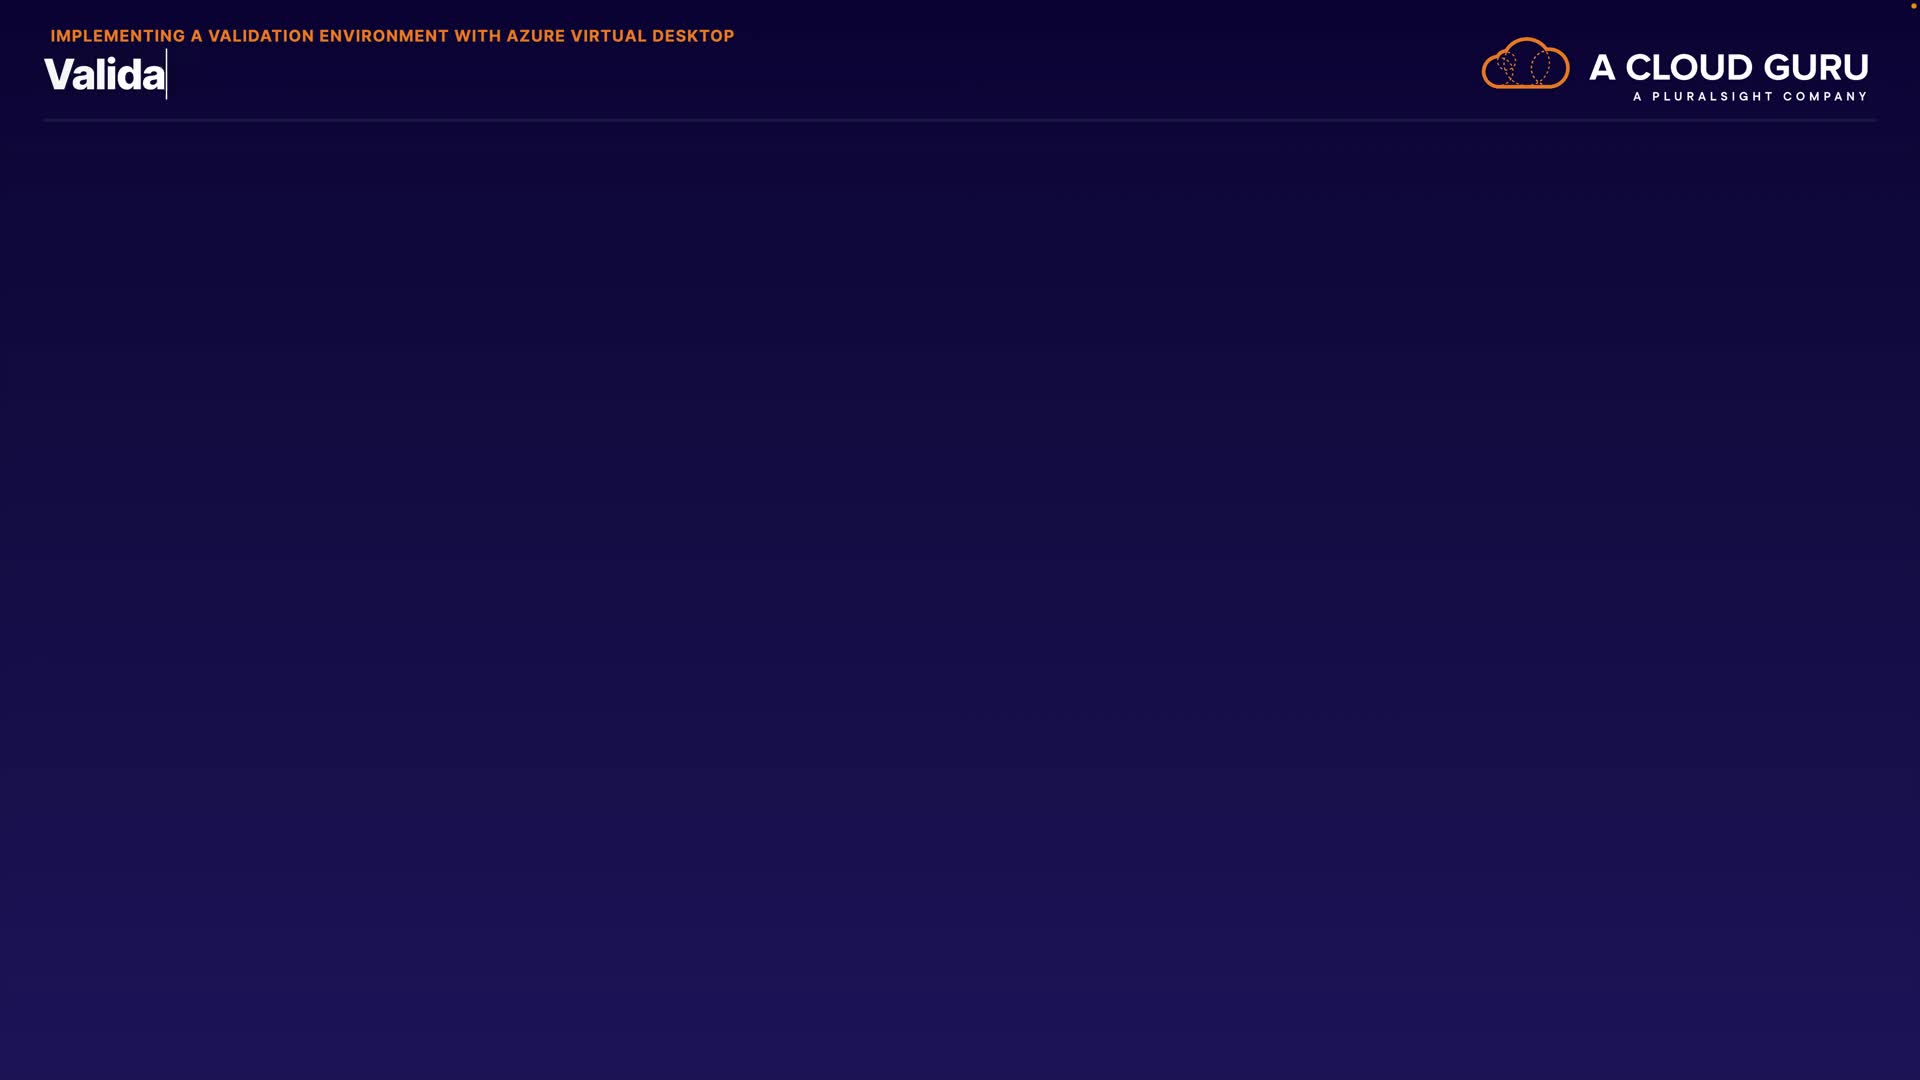 IMPLEMENTING A VALIDATION ENVIRONMENT WITH AZURE VIRTUAL DESKTOP
Valida
A CLOUD GURU
A PLURALSIGHT COMPANY